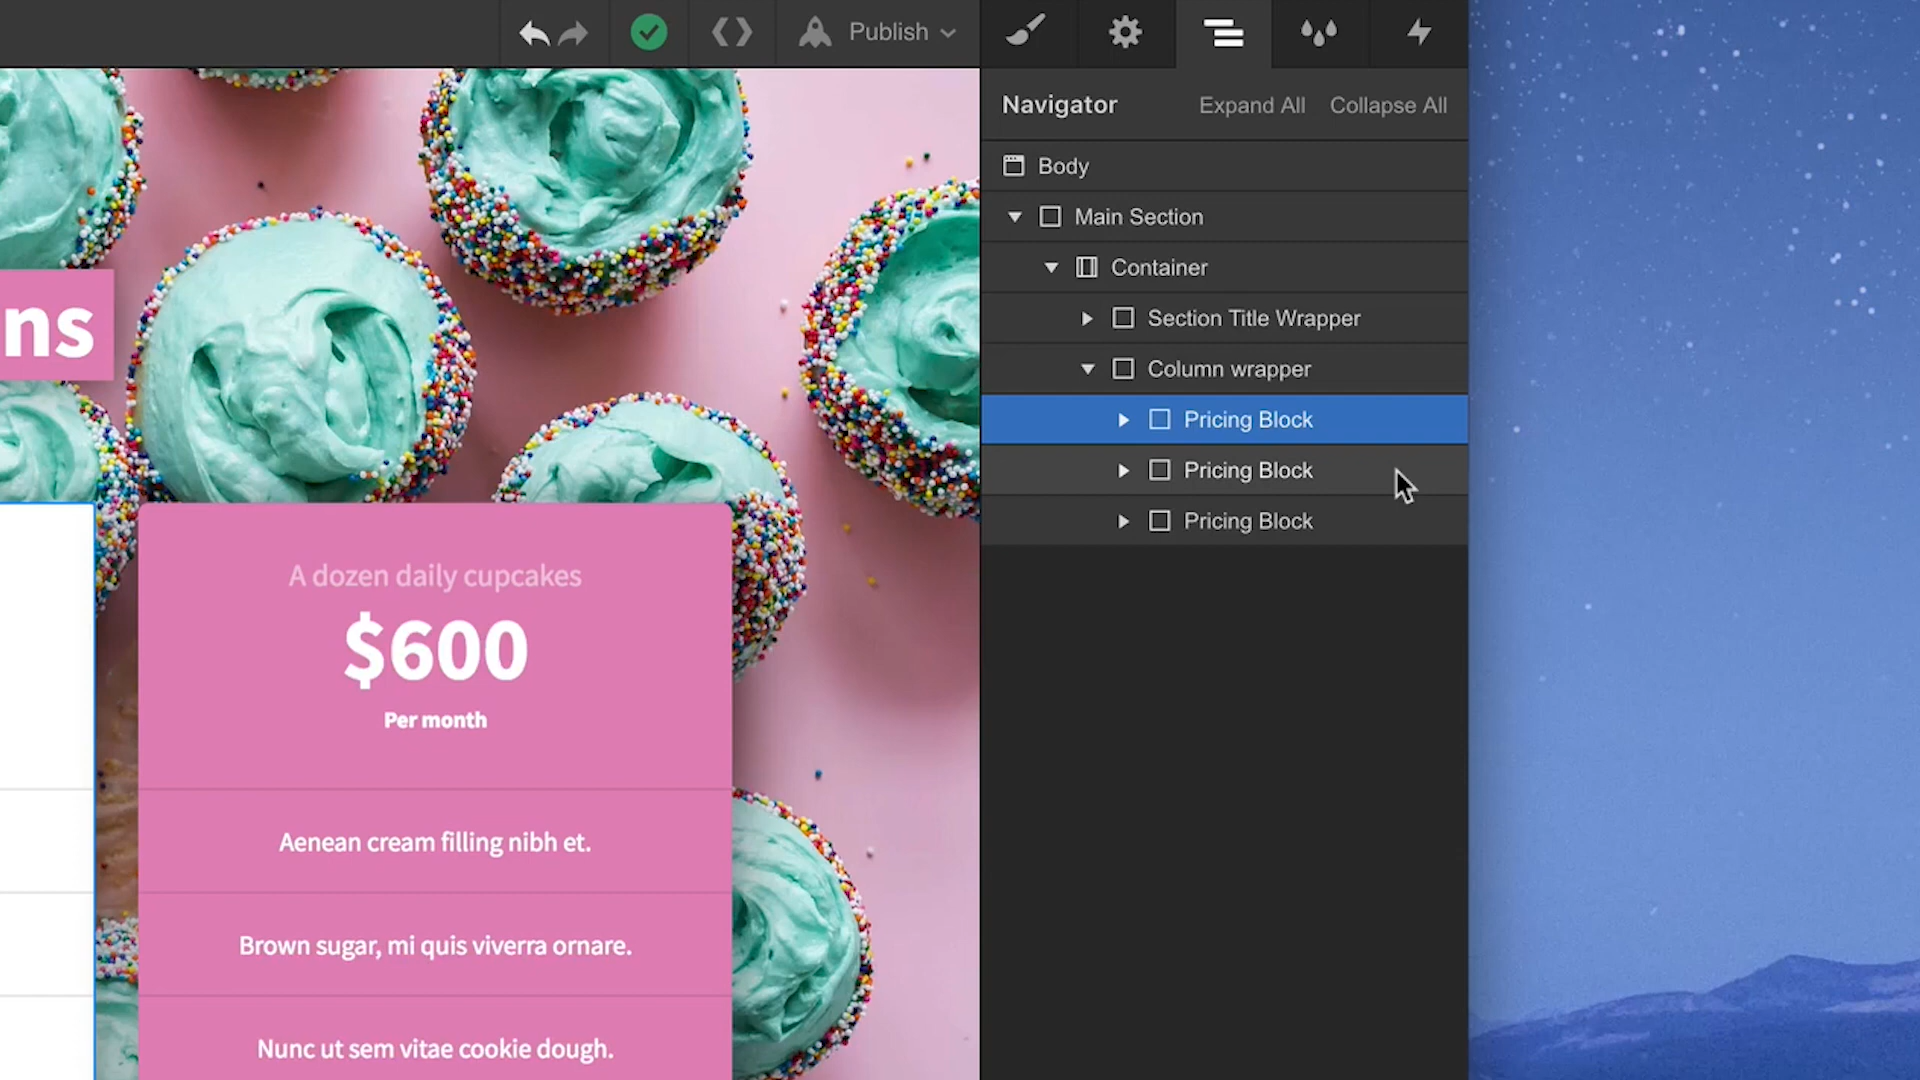 Publish
Navigator Expand All Collapse All
Body
Main Section
Container
Section Title Wrapper
Column wrapper
Pricing Block
Pricing Block
Pricing Block
ns
A dozen daily cupcakes
$600
Per month
Aenean cream filling nibh et.
Brown sugar, mi quis viverra ornare.
Nunc ut sem vitae cookie dough.